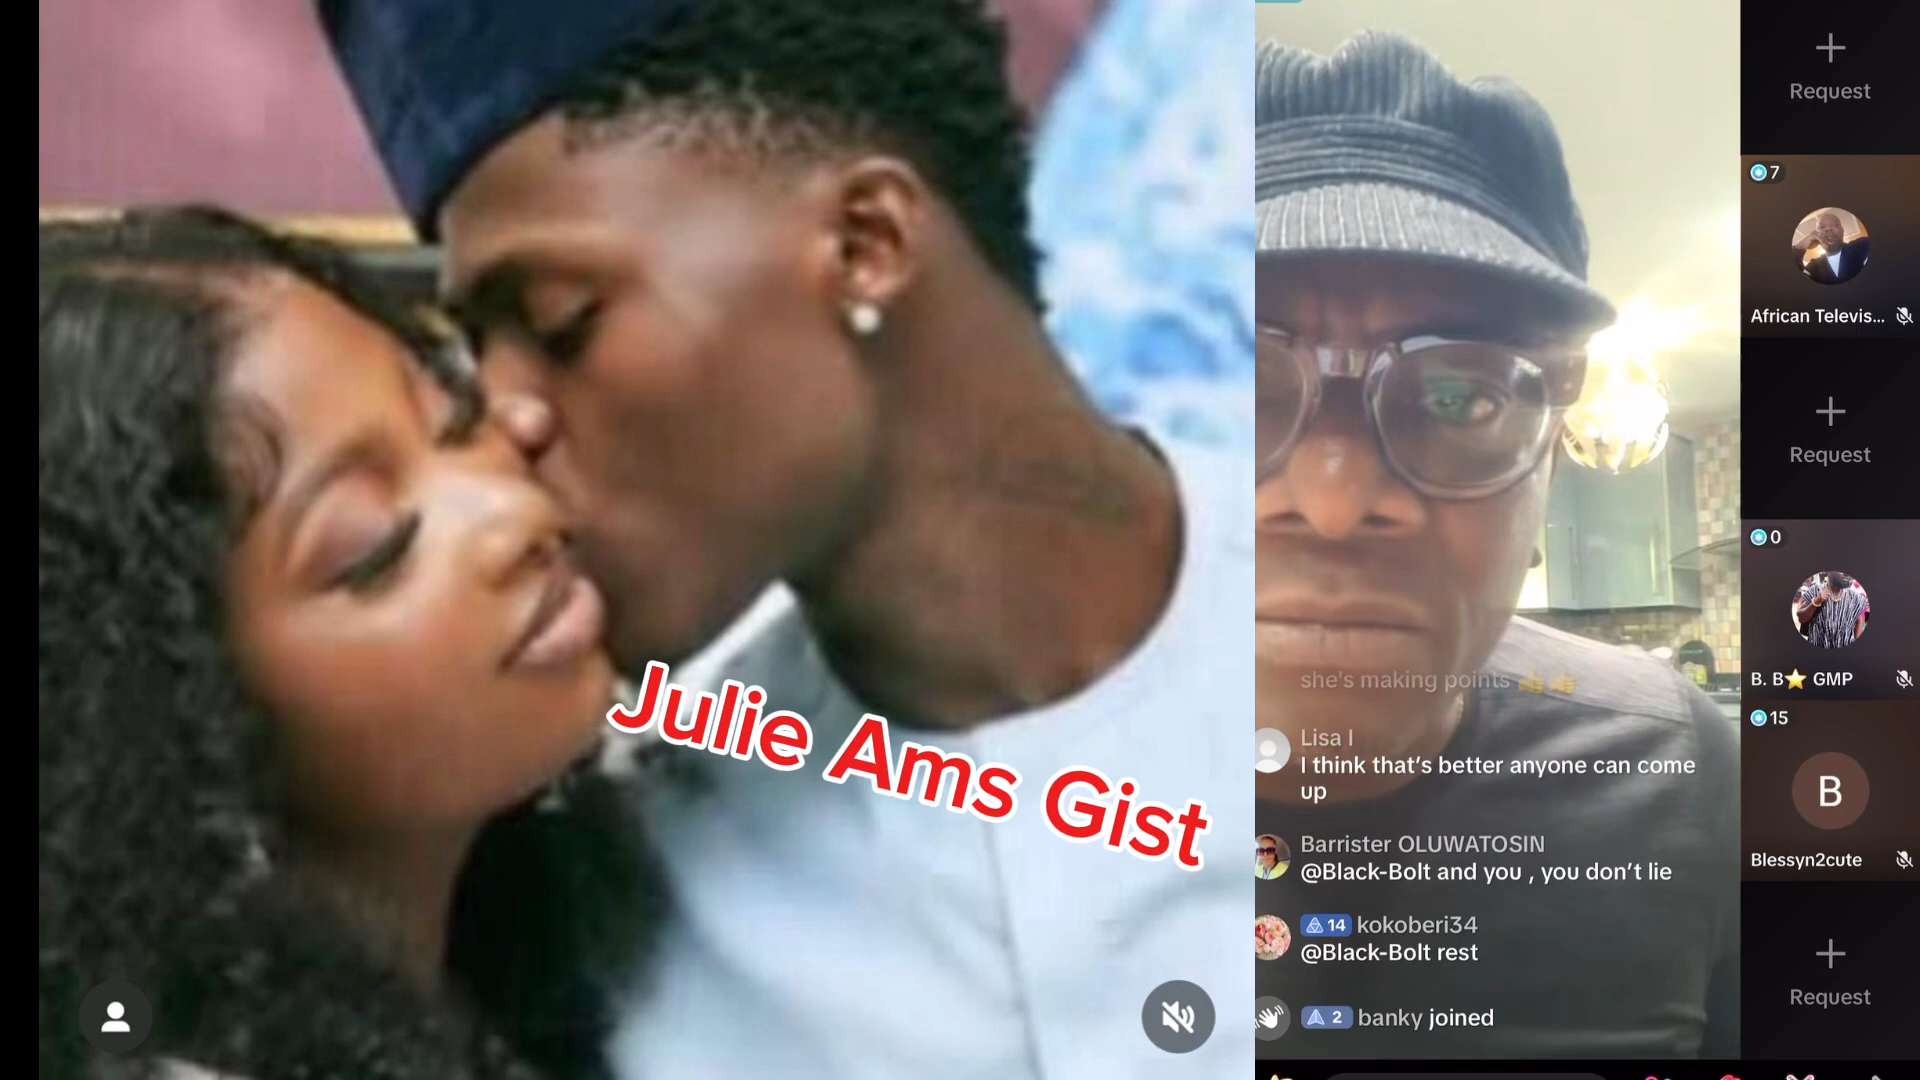 Julie Ams Gist
she's making points 👍👍
Lisa I
I think that’s better anyone can come
up
Barrister OLUWATOSIN
@Black-Bolt and you , you don’t lie
14 kokoberi34
@Black-Bolt rest
2 banky joined
Request
7
African Televis...
Request
0
B. B⭐ GMP
15
B
Blessyn2cute
Request